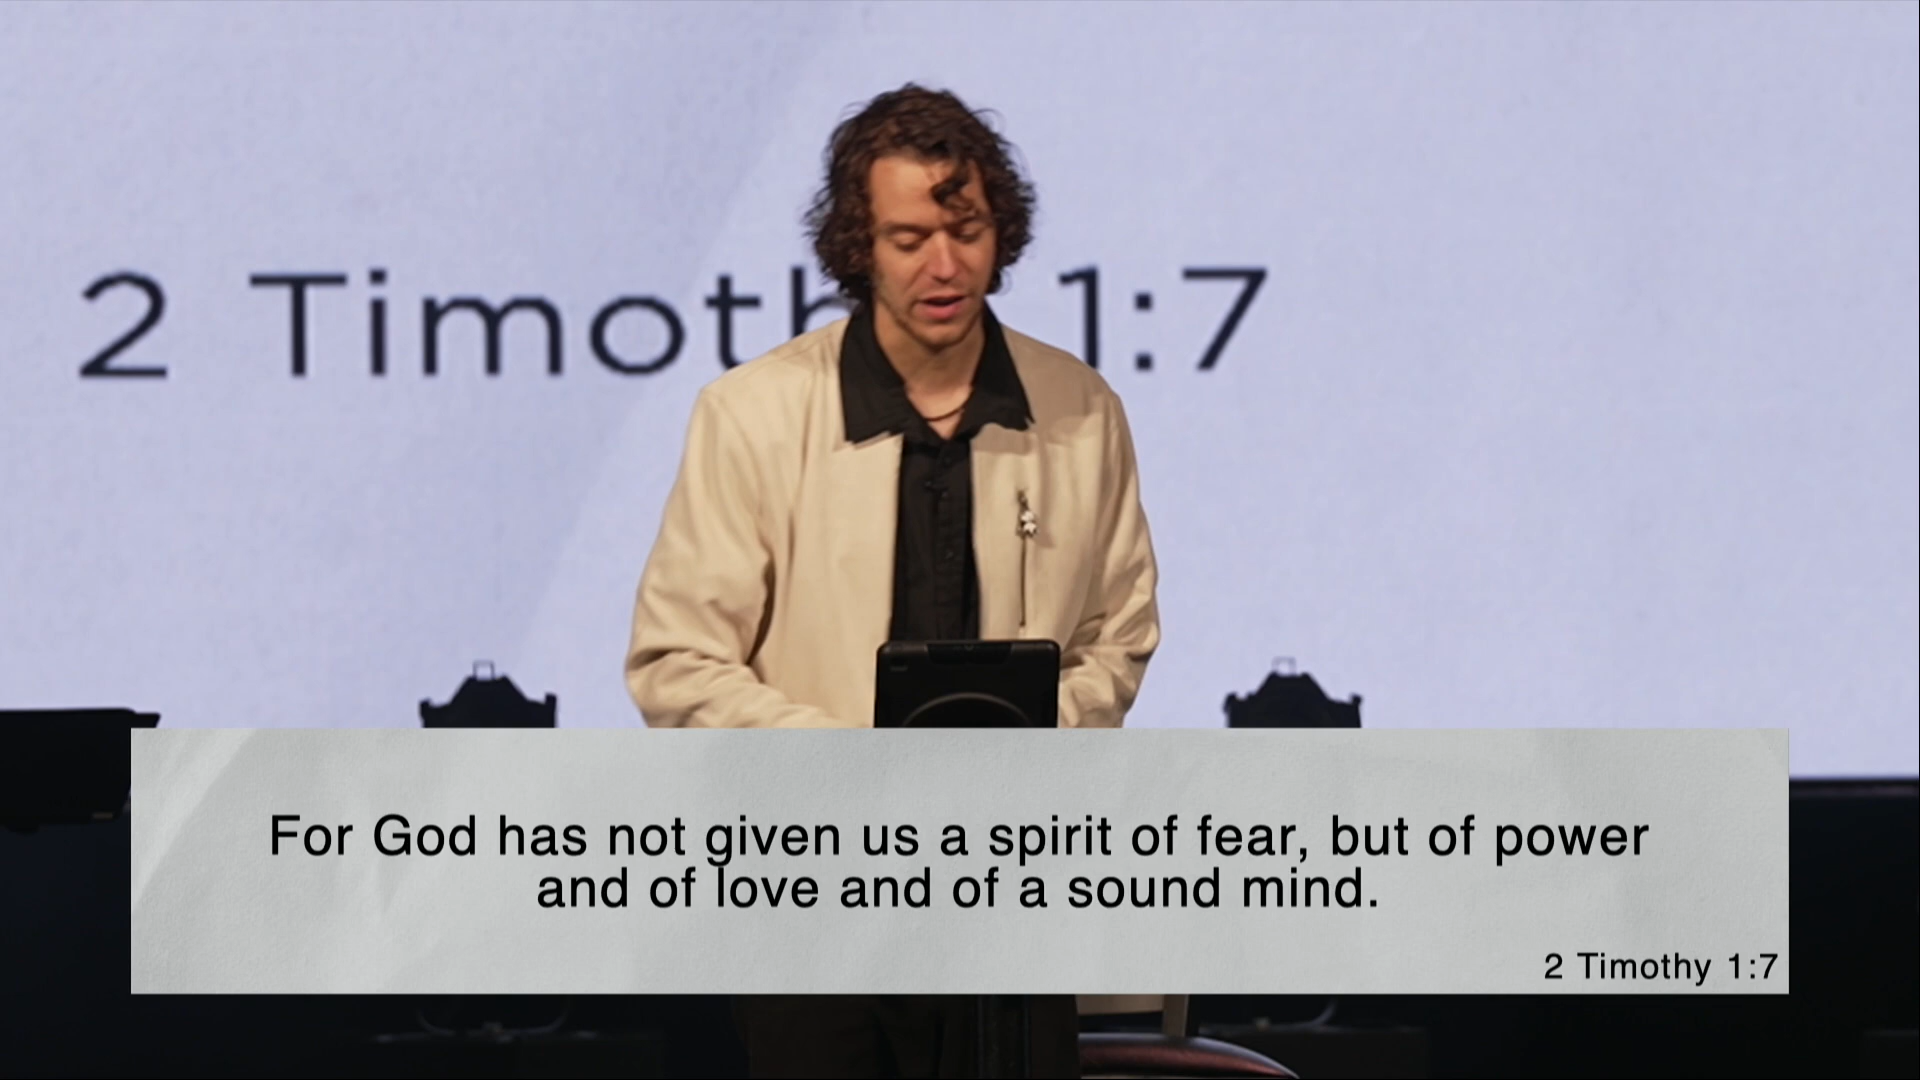 2 Timothy 1:7
For God has not given us a spirit of fear, but of power
and of love and of a sound mind.
2 Timothy 1:7